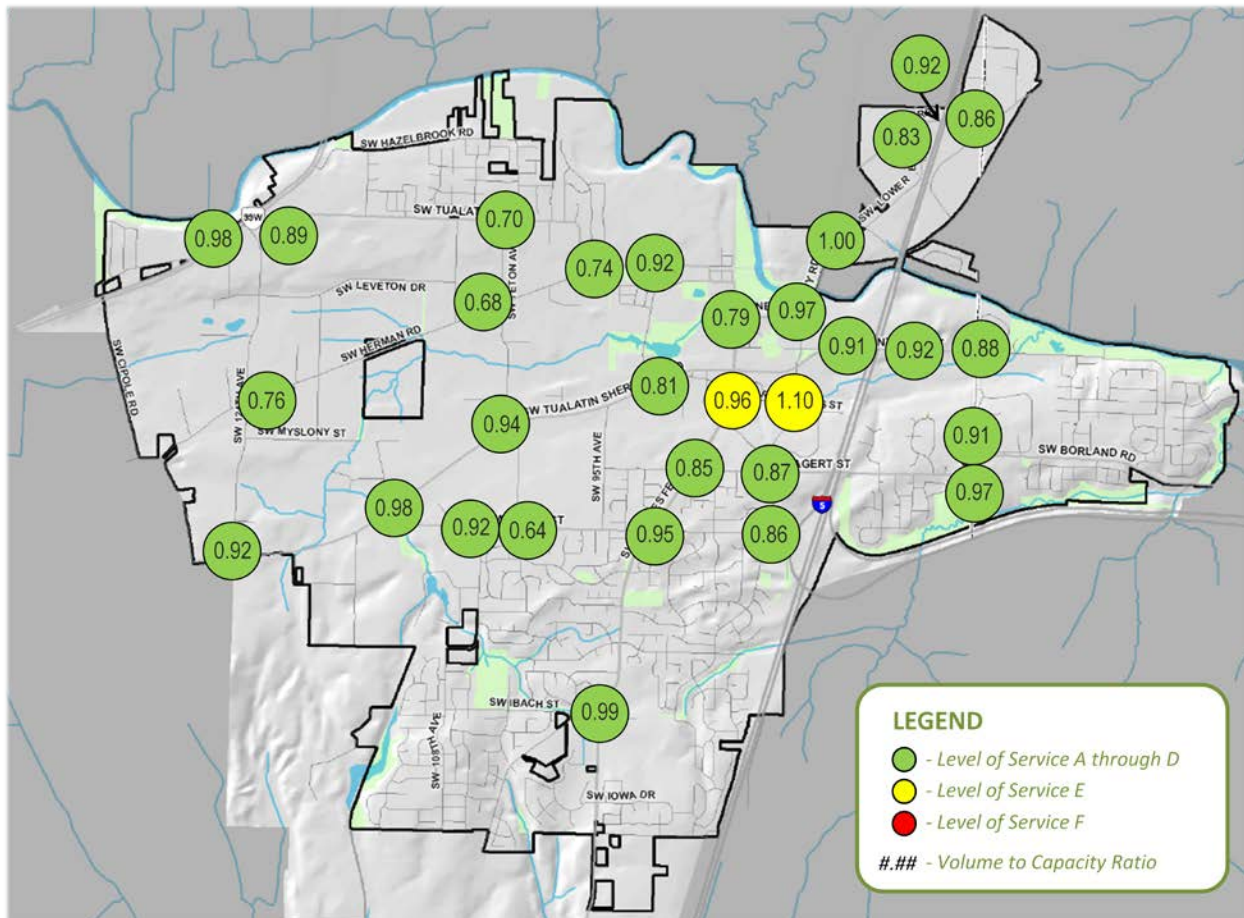 0.92
0.86
0.83
SW HAZELBROOK RD
SW LOWER
SW TUALAT
0.70
99W
0.98
0.89
1.00
0.74
0.92
SW LEVETON DR
0.68
0.79
0.97
SW HERMAN RD
0.91
0.92
0.88
SW CIPOLE RD
SW 124TH AVE
0.76
0.81
0.96
1.10
SW TUALATIN SHER
0.94
SW MYSLONY ST
SW 95TH AVE
0.91
SW BORLAND RD
0.85
0.87
AGERT ST
0.97
5
0.98
0.92
0.64
ST
0.95
0.86
0.92
SW IBACH ST
0.99
SW 108TH AVE
SW IOWA DR
LEGEND
- Level of Service A through D
- Level of Service E
- Level of Service F
#.## - Volume to Capacity Ratio